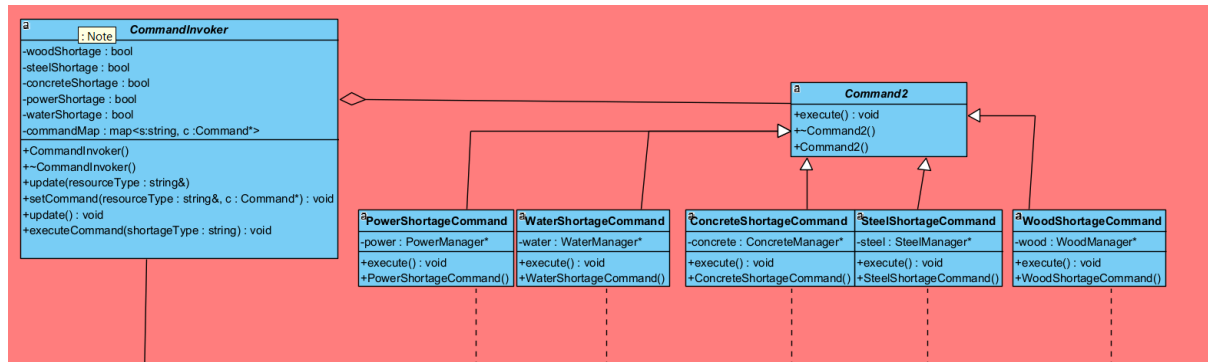 a
CommandInvoker
: Note
-woodShortage : bool
-steelShortage : bool
-concreteShortage : bool
-powerShortage : bool
-waterShortage : bool
-commandMap : map<s:string, c :Command*>
+CommandInvoker()
+~CommandInvoker()
+update(resourceType : string&)
+setCommand(resourceType : string&, c : Command*) : void
+update() : void
+executeCommand(shortageType : string) : void
a
Command2
+execute() : void
+~Command2()
+Command2()
a
PowerShortageCommand
-power : PowerManager*
+execute() : void
+PowerShortageCommand()
a
WaterShortageCommand
-water : WaterManager*
+execute() : void
+WaterShortageCommand()
a
ConcreteShortageCommand
-concrete : ConcreteManager*
+execute() : void
+ConcreteShortageCommand()
a
SteelShortageCommand
-steel : SteelManager*
+execute() : void
+SteelShortageCommand()
a
WoodShortageCommand
-wood : WoodManager*
+execute() : void
+WoodShortageCommand()